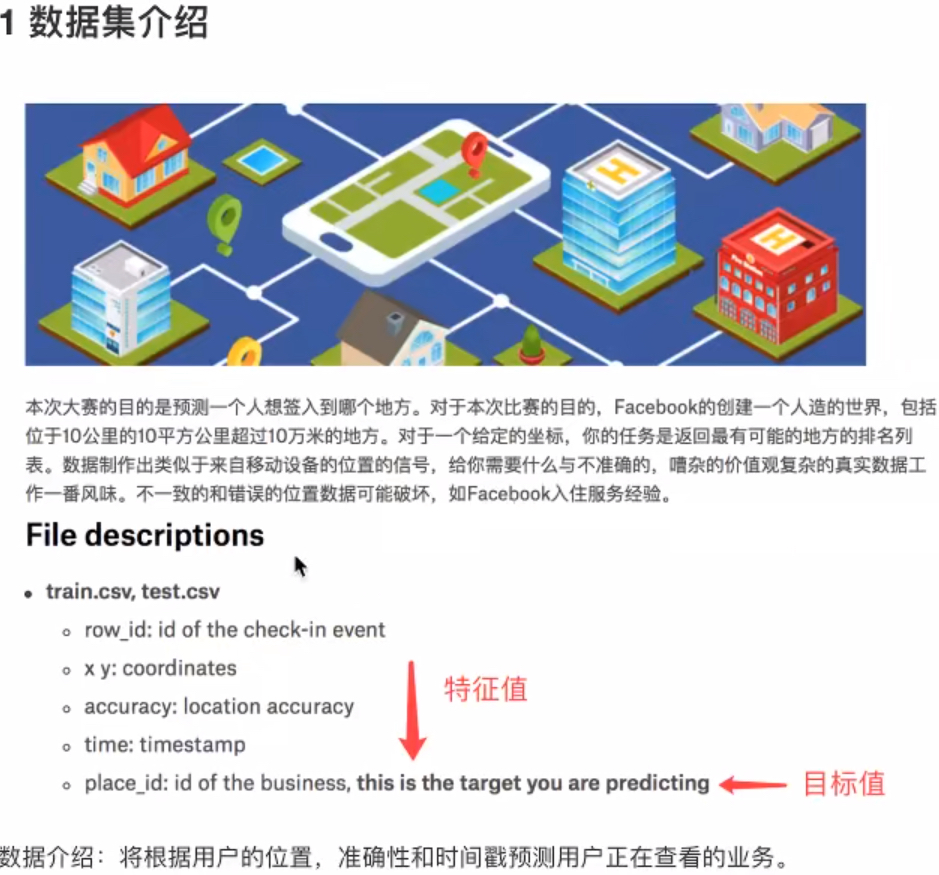 1 数据集介绍
H
H
本次大赛的目的是预测一个人想签入到哪个地方。对于本次比赛的目的，Facebook的创建一个人造的世界，包括
位于10公里的10平方公里超过10万米的地方。对于一个给定的坐标，你的任务是返回最有可能的地方的排名列
表。数据制作出类似于来自移动设备的位置的信号，给你需要什么与不准确的，嘈杂的价值观复杂的真实数据工
作一番风味。不一致的和错误的位置数据可能破坏，如Facebook入住服务经验。
File descriptions
• train.csv, test.csv
◦ row_id: id of the check-in event
◦ x y: coordinates
特征值
◦ accuracy: location accuracy
◦ time: timestamp
◦ place_id: id of the business, this is the target you are predicting 目标值
数据介绍：将根据用户的位置，准确性和时间戳预测用户正在查看的业务。